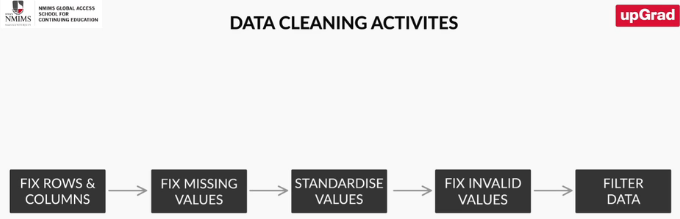 NMIMS
NMIMS GLOBAL ACCESS
SCHOOL FOR
CONTINUING EDUCATION
DATA CLEANING ACTIVITES
upGrad
FIX ROWS &
COLUMNS
FIX MISSING
VALUES
STANDARDISE
VALUES
FIX INVALID
VALUES
FILTER
DATA